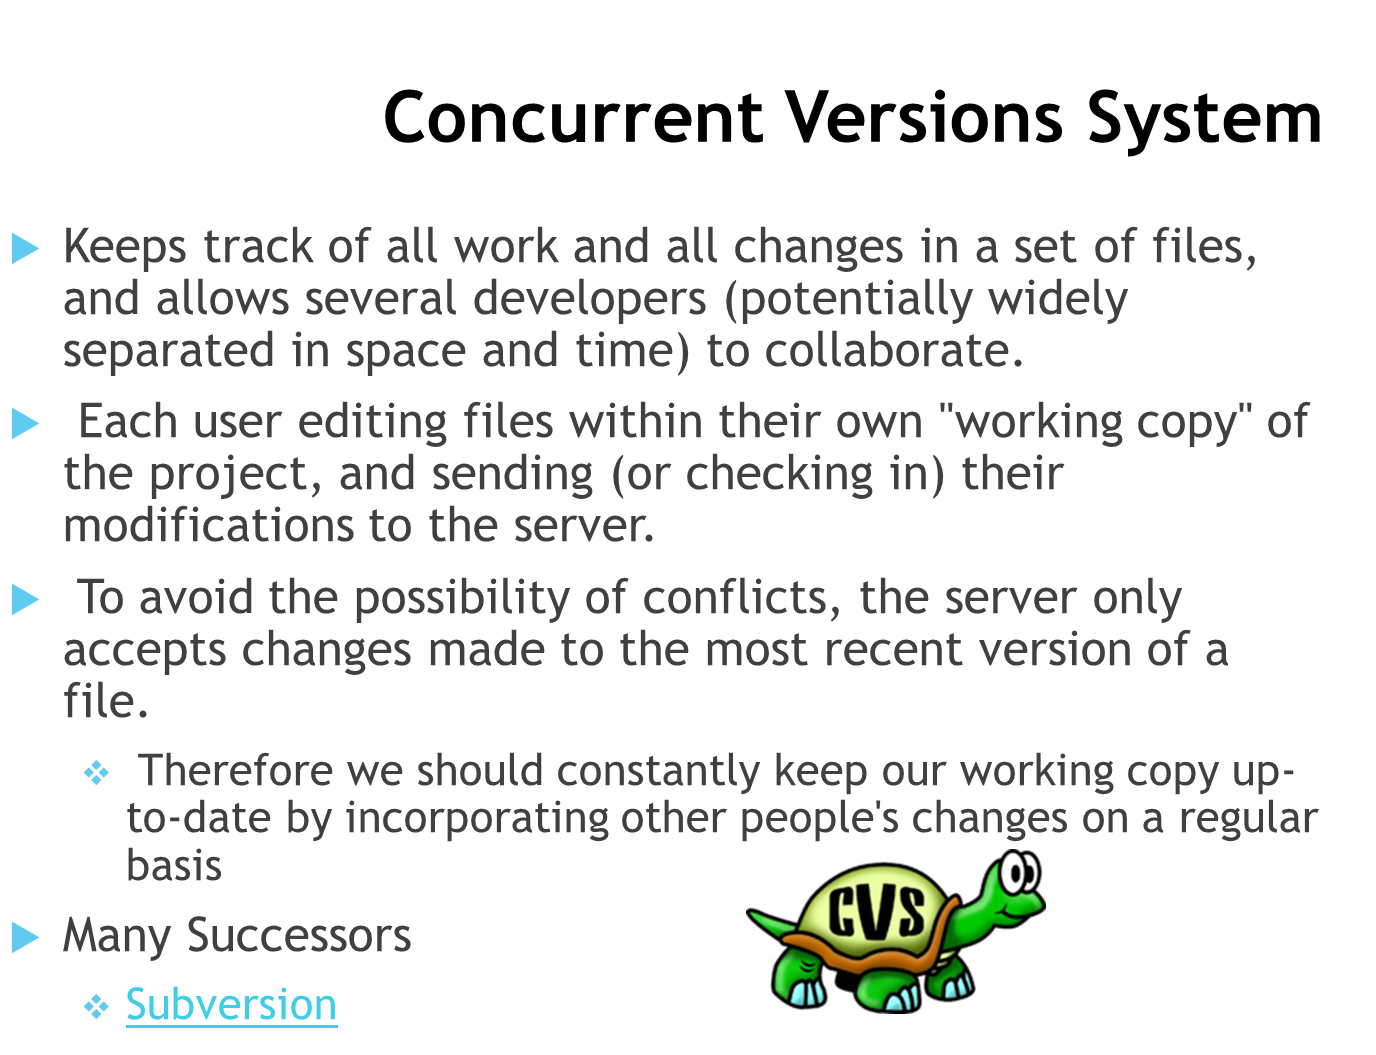 Concurrent Versions System
Keeps track of all work and all changes in a set of files,
and allows several developers (potentially widely
separated in space and time) to collaborate.
Each user editing files within their own "working copy" of
the project, and sending (or checking in) their
modifications to the server.
To avoid the possibility of conflicts, the server only
accepts changes made to the most recent version of a
file.
Therefore we should constantly keep our working copy up-
to-date by incorporating other people's changes on a regular
basis
CVS
Many Successors
Subversion